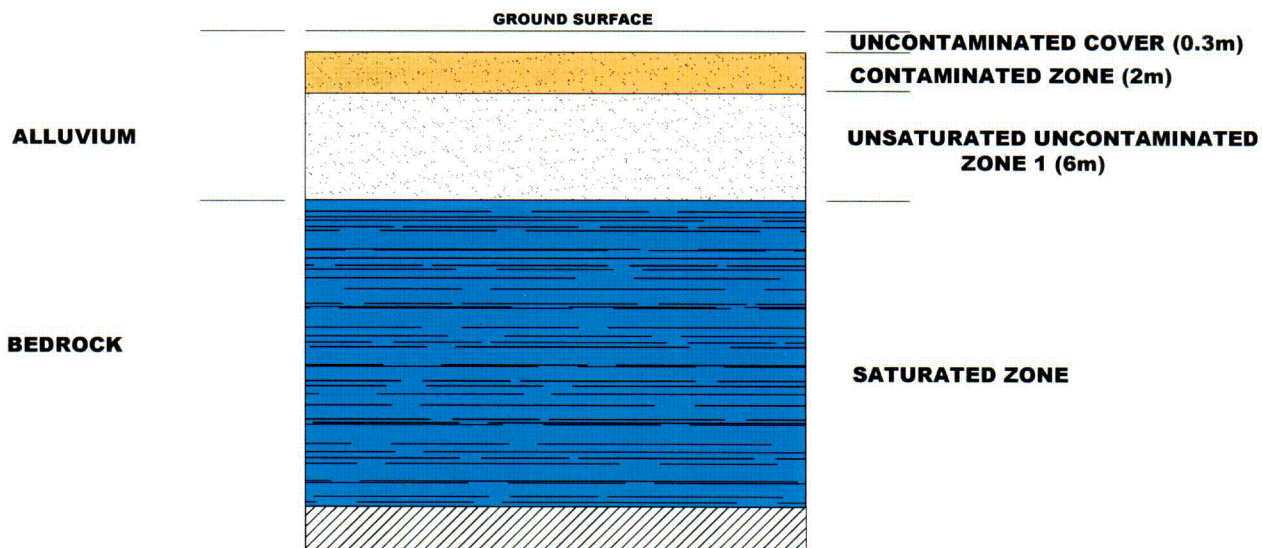 GROUND SURFACE
UNCONTAMINATED COVER (0.3m)
CONTAMINATED ZONE (2m)
ALLUVIUM
UNSATURATED UNCONTAMINATED
ZONE 1 (6m)
BEDROCK
SATURATED ZONE